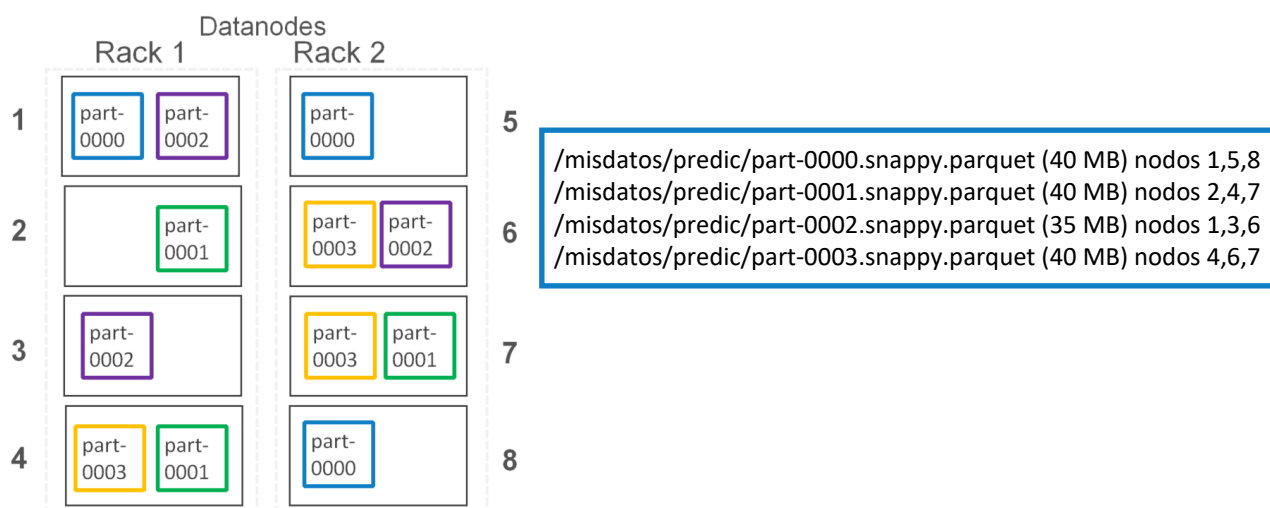 Datanodes
Rack 1 Rack 2
1 part- part- part- 5
0000 0002 0000
2 part- part- part- 6
0001 0003 0002
3 part- part- part- 7
0002 0003 0001
4 part- part- part- 8
0003 0001 0000
/misdatos/predic/part-0000.snappy.parquet (40 MB) nodos 1,5,8
/misdatos/predic/part-0001.snappy.parquet (40 MB) nodos 2,4,7
/misdatos/predic/part-0002.snappy.parquet (35 MB) nodos 1,3,6
/misdatos/predic/part-0003.snappy.parquet (40 MB) nodos 4,6,7